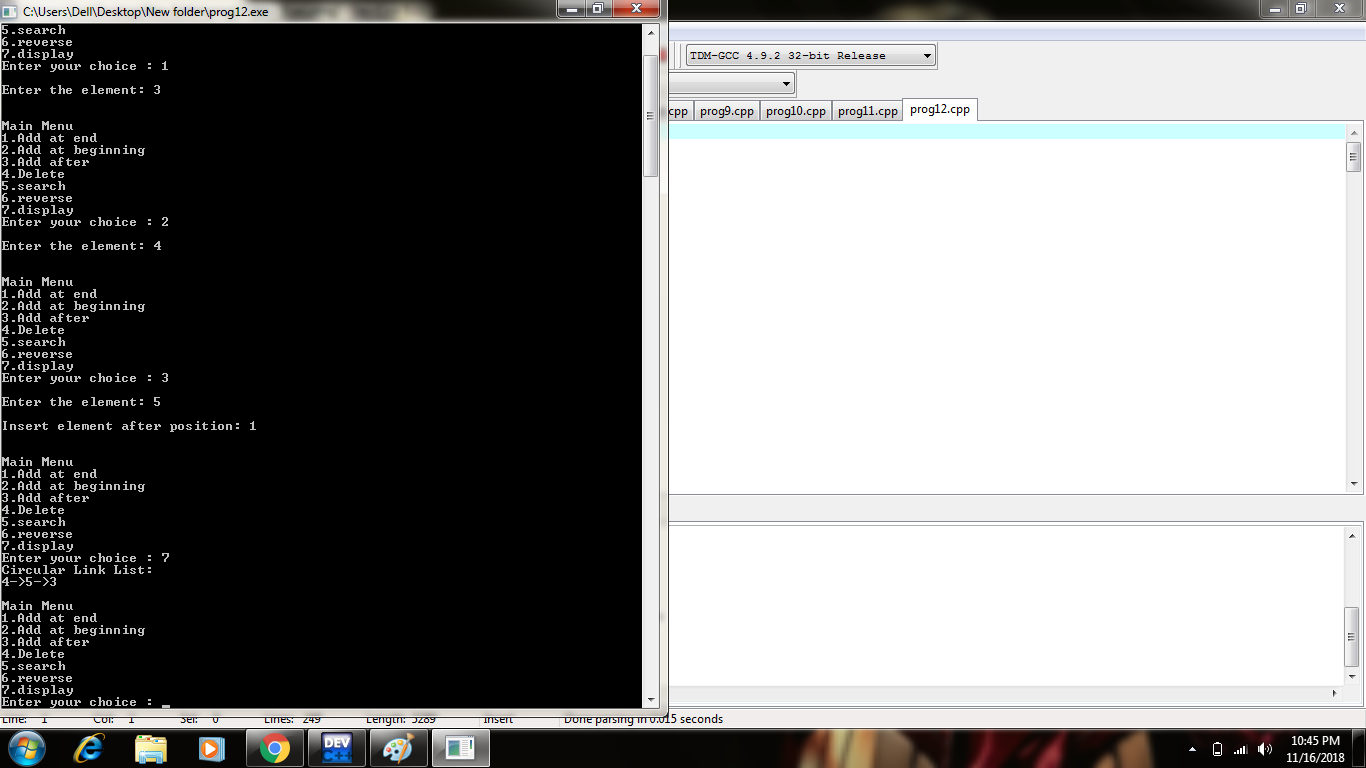 C:\Users\Dell\Desktop\New folder\prog12.exe
5.search
6.reverse
7.display
Enter your choice : 1
Enter the element: 3
Main Menu
1.Add at end
2.Add at beginning
3.Add after
4.Delete
5.search
6.reverse
7.display
Enter your choice : 2
Enter the element: 4
Main Menu
1.Add at end
2.Add at beginning
3.Add after
4.Delete
5.search
6.reverse
7.display
Enter your choice : 3
Enter the element: 5
Insert element after position: 1
Main Menu
1.Add at end
2.Add at beginning
3.Add after
4.Delete
5.search
6.reverse
7.display
Enter your choice : 7
Circular Link List:
4->5->3
Main Menu
1.Add at end
2.Add at beginning
3.Add after
4.Delete
5.search
6.reverse
7.display
Enter your choice : _
TDM-GCC 4.9.2 32-bit Release
cpp prog9.cpp prog10.cpp prog11.cpp prog12.cpp
Line: 1 Col: 1 Sel: 0 Lines: 249 Length: 5289 Insert Done parsing in 0.015 seconds
DEV
C++
10:45 PM
11/16/2018